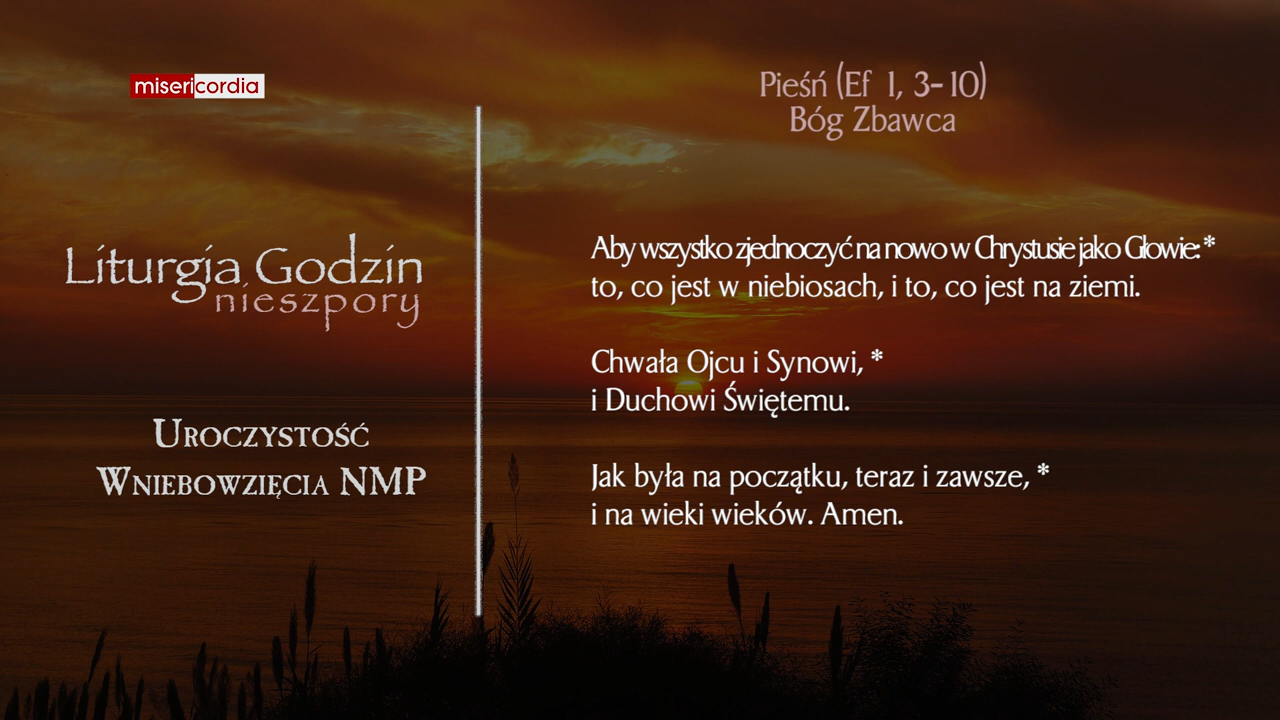 misericordia
Liturgia Godzin
nieszpory
Uroczystość
Wniebowzięcia NMP
Pieśń (Ef 1, 3-10)
Bóg Zbawca
Aby wszystko zjednoczyć na nowo w Chrystusie jako Głowie: *
to, co jest w niebiosach, i to, co jest na ziemi.
Chwała Ojcu i Synowi, *
i Duchowi Świętemu.
Jak była na początku, teraz i zawsze, *
i na wieki wieków. Amen.